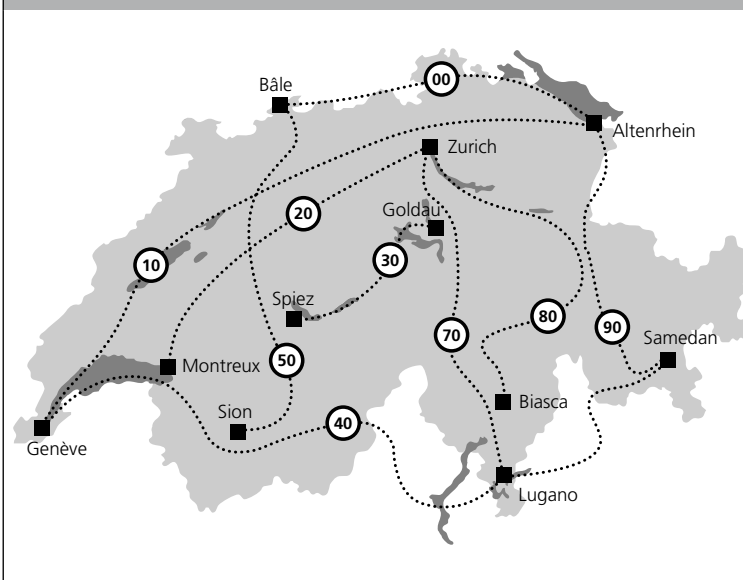 00
Bâle
Altenrhein
Zurich
20
Goldau
10
30
Spiez
80
90
70
Samedan
50
Montreux
Biasca
Sion
40
Genève
Lugano